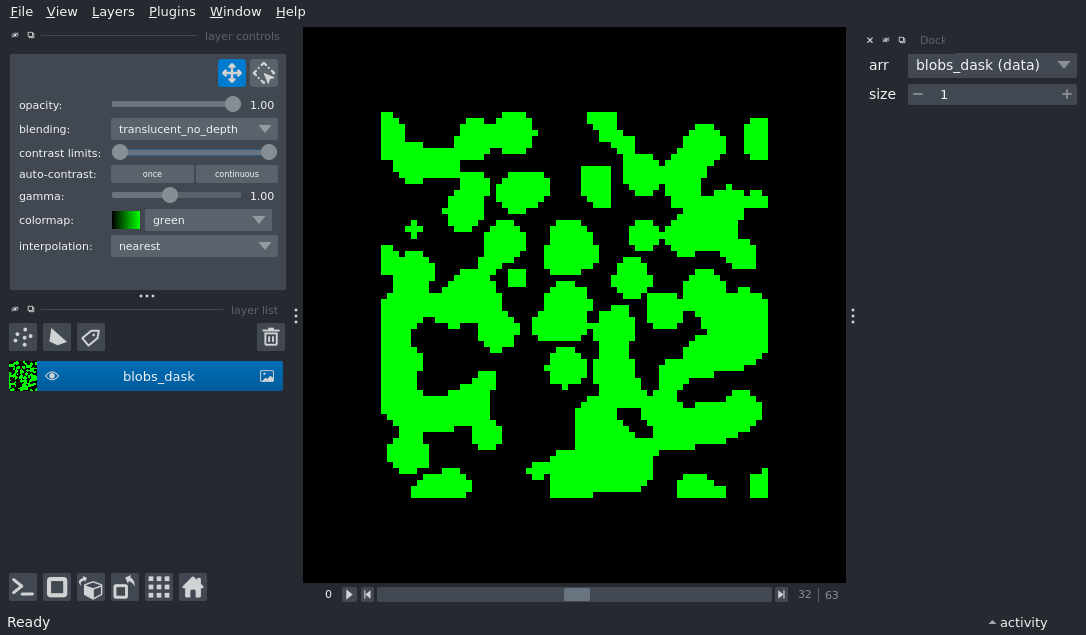 File View Layers Plugins Window Help
layer controls
opacity: 1.00
blending: translucent_no_depth
contrast limits:
auto-contrast: once continuous
gamma: 1.00
colormap: green
interpolation: nearest
layer list
blobs_dask
Dock
arr blobs_dask (data)
size 1
0 32 63
Ready
activity